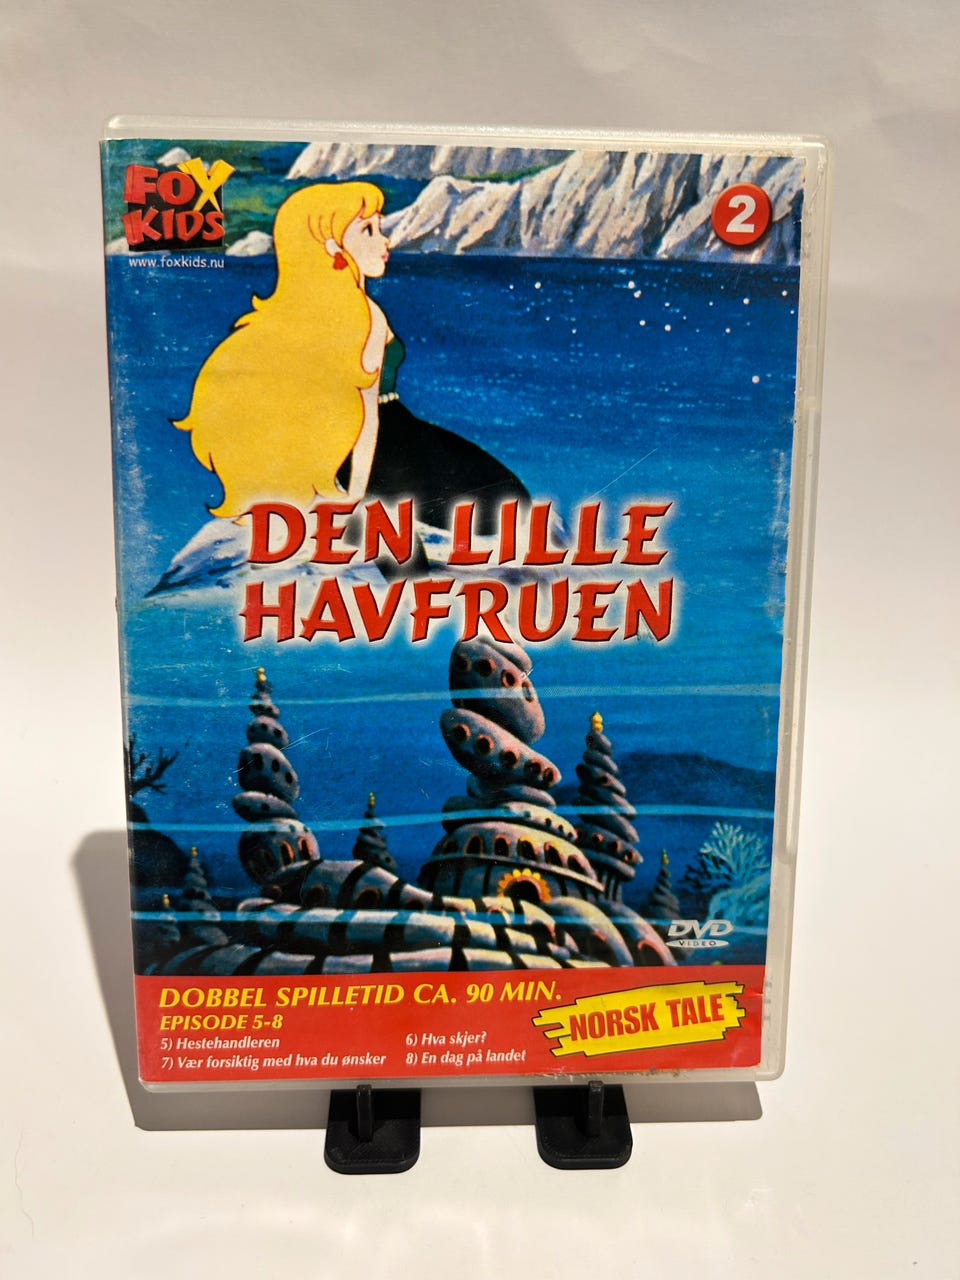 FOX
KIDS
www.foxkids.nu
2
DEN LILLE
HAVFRUEN
DVD
VIDEO
DOBBEL SPILLETID CA. 90 MIN.
EPISODE 5-8
5) Hestehandleren
6) Hva skjer?
7) Vær forsiktig med hva du ønsker
8) En dag på landet
NORSK TALE